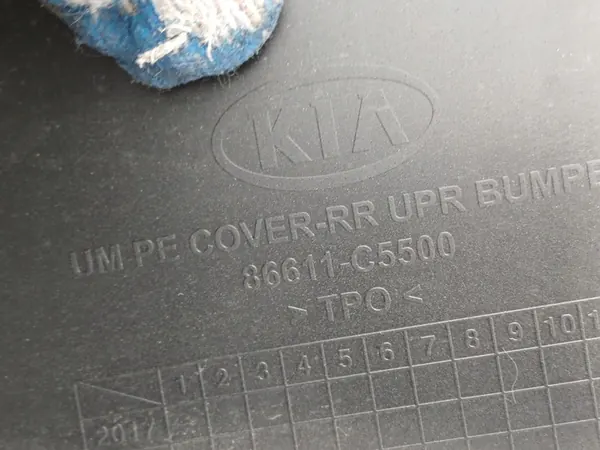 KIA
UM PE COVER-RR UPR BUMPE
86611-C5500
> TPO <
1 2 3 4 5 6 7 8 9 10 1
2017